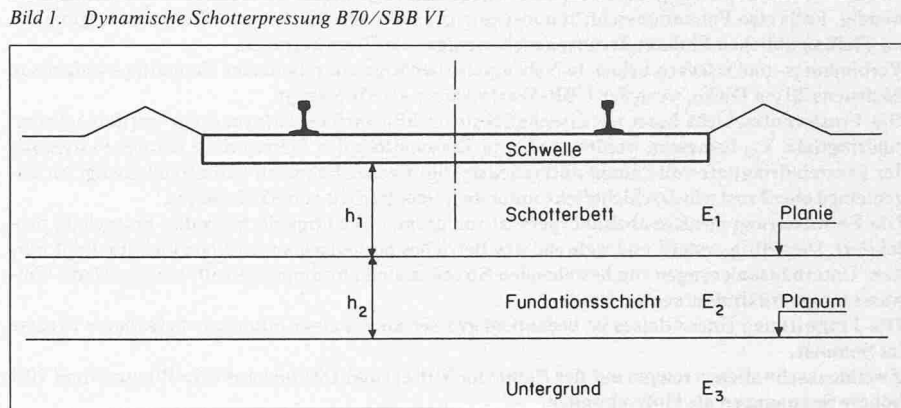 Bild 1. Dynamische Schotterpressung B70/SBB VI
Schwelle
h1
Schotterbett E1 Planie
h2
Fundationsschicht E2 Planum
Untergrund E3